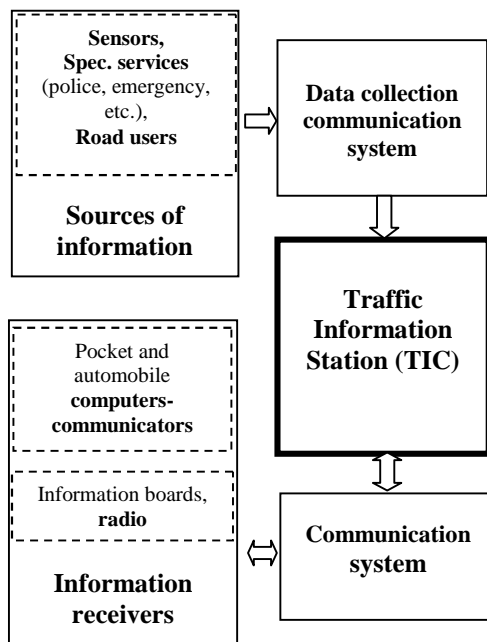 Sensors,
Spec. services
(police, emergency,
etc.),
Road users
Sources of
information
Data collection
communication
system
Traffic
Information
Station (TIC)
Pocket and
automobile
computers-
communicators
Information boards,
radio
Information
receivers
Communication
system